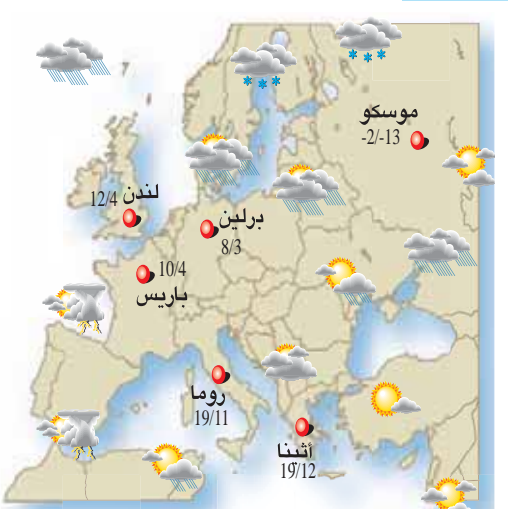 موسكو
-2/-13
لندن
12/4
برلين
8/3
10/4
باريس
روما
19/11
أثينا
19/12